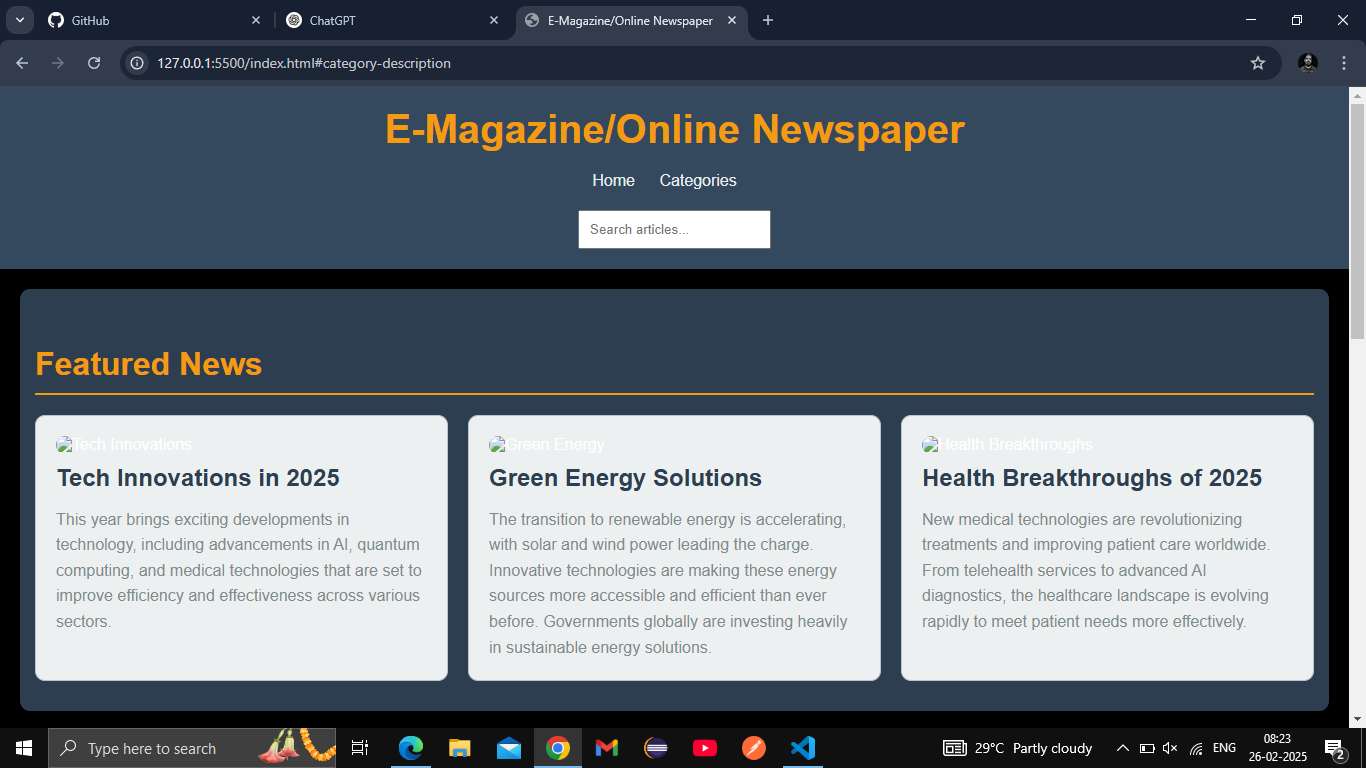 GitHub
ChatGPT
E-Magazine/Online Newspaper
127.0.0.1:5500/index.html#category-description
E-Magazine/Online Newspaper
Home Categories
Search articles...
Featured News
Tech Innovations
Tech Innovations in 2025
This year brings exciting developments in
technology, including advancements in AI, quantum
computing, and medical technologies that are set to
improve efficiency and effectiveness across various
sectors.
Green Energy
Green Energy Solutions
The transition to renewable energy is accelerating,
with solar and wind power leading the charge.
Innovative technologies are making these energy
sources more accessible and efficient than ever
before. Governments globally are investing heavily
in sustainable energy solutions.
Health Breakthroughs
Health Breakthroughs of 2025
New medical technologies are revolutionizing
treatments and improving patient care worldwide.
From telehealth services to advanced AI
diagnostics, the healthcare landscape is evolving
rapidly to meet patient needs more effectively.
Type here to search
29°C Partly cloudy
ENG
08:23
26-02-2025
2